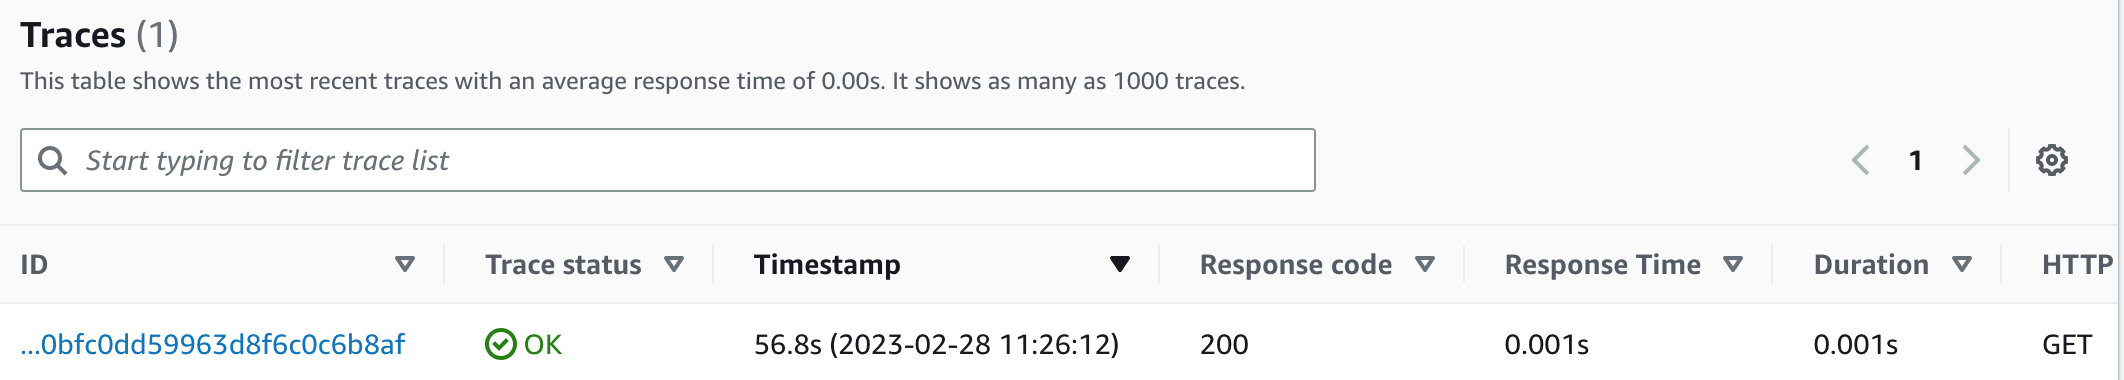 Traces (1)
This table shows the most recent traces with an average response time of 0.00s. It shows as many as 1000 traces.
Start typing to filter trace list
1
ID Trace status Timestamp Response code Response Time Duration HTTP
...0bfc0dd59963d8f6c0c6b8af OK 56.8s (2023-02-28 11:26:12) 200 0.001s 0.001s GET